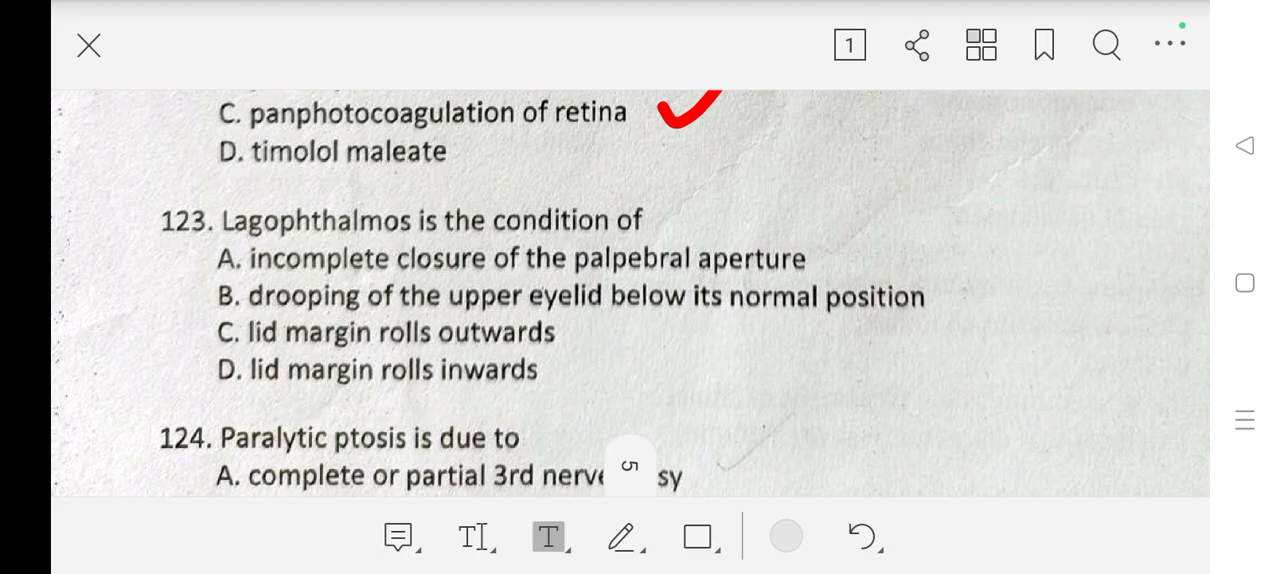 1
C. panphotocoagulation of retina
D. timolol maleate
123. Lagophthalmos is the condition of
A. incomplete closure of the palpebral aperture
B. drooping of the upper eyelid below its normal position
C. lid margin rolls outwards
D. lid margin rolls inwards
124. Paralytic ptosis is due to
A. complete or partial 3rd nerve sy
5